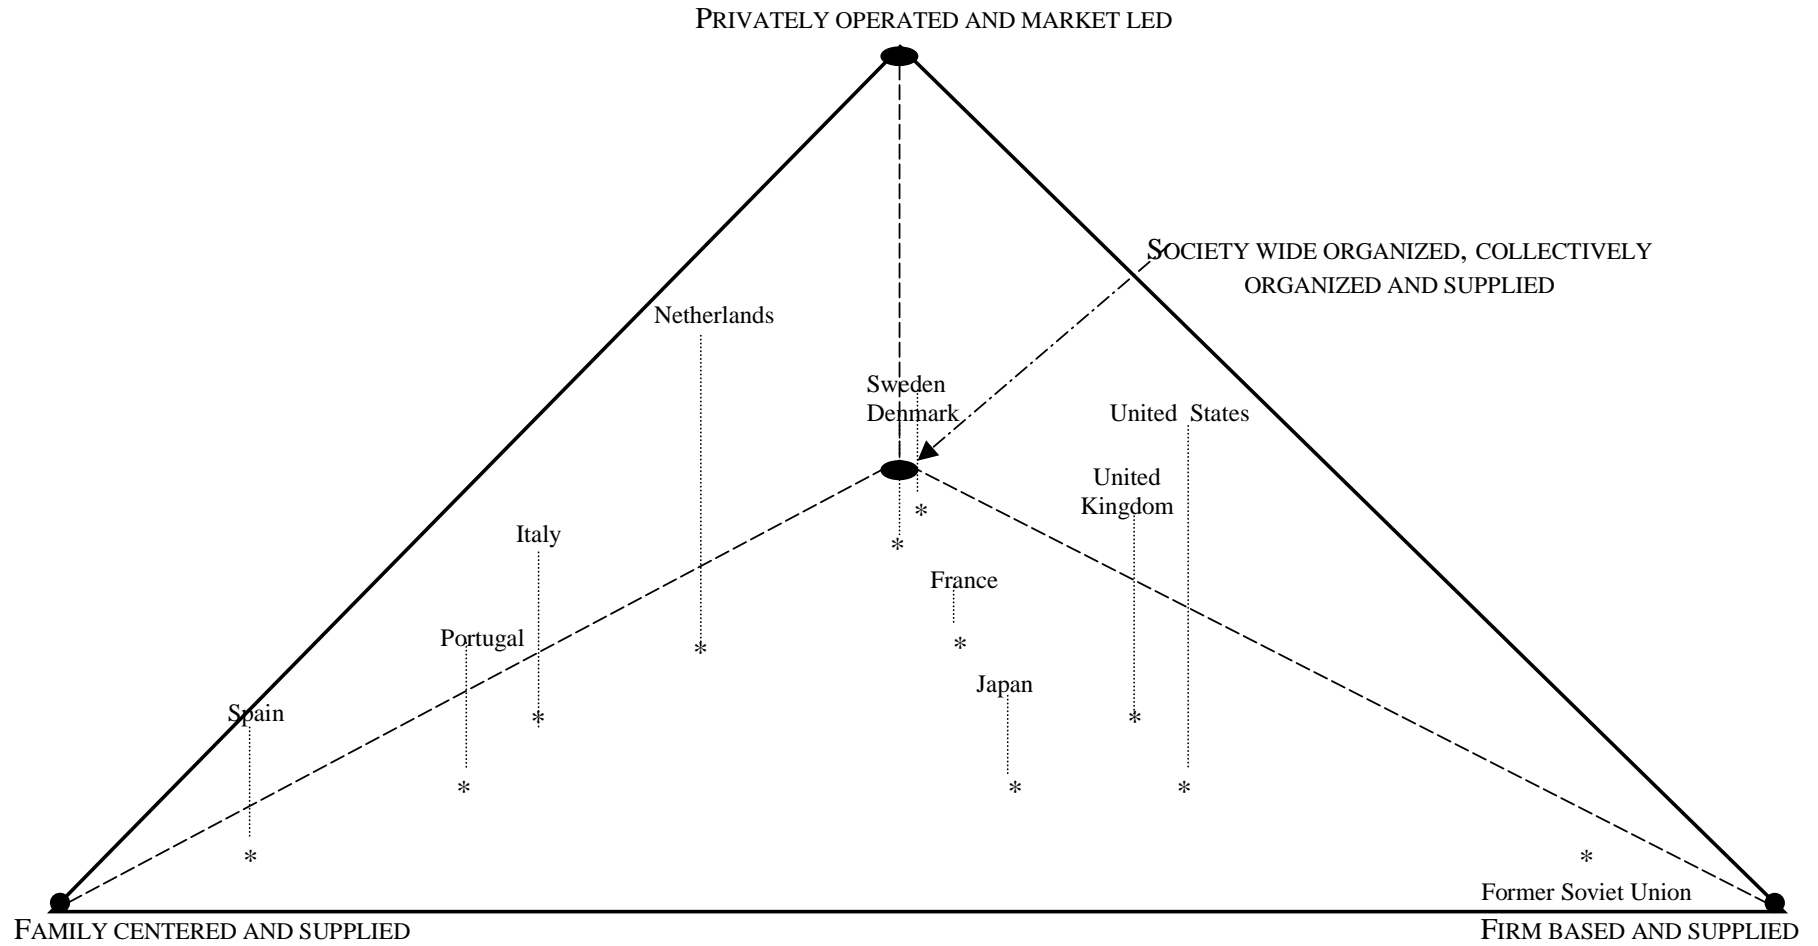 PRIVATELY OPERATED AND MARKET LED
SOCIETY WIDE ORGANIZED, COLLECTIVELY
ORGANIZED AND SUPPLIED
Netherlands
Sweden
Denmark
United States
United
Kingdom
Italy
France
Portugal
Japan
Spain
Former Soviet Union
FAMILY CENTERED AND SUPPLIED
FIRM BASED AND SUPPLIED